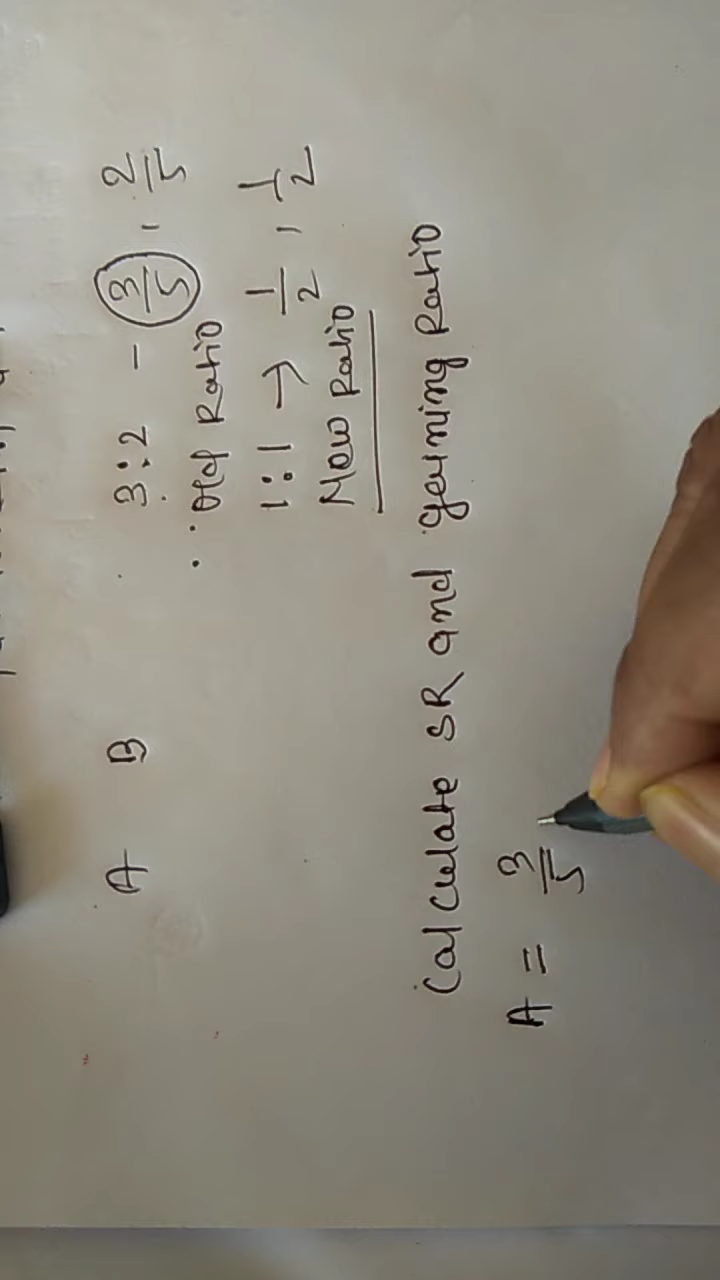 A B 3:2 - 3/5, 2/5
Old Ratio
1:1 → 1/2, 1/2
New Ratio
Calculate SR and gaining Ratio
A = 3/5